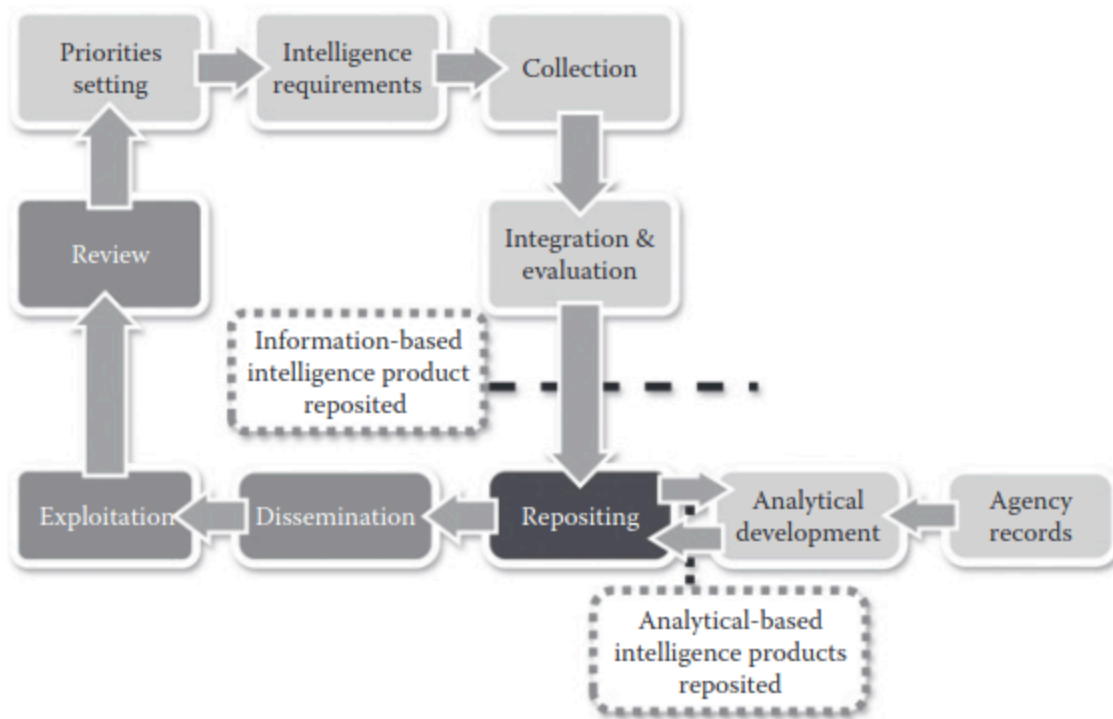 Priorities
setting
Intelligence
requirements
Collection
Review
Integration &
evaluation
Information-based
intelligence product
reposited
Exploitation
Dissemination
Repositing
Analytical
development
Agency
records
Analytical-based
intelligence products
reposited